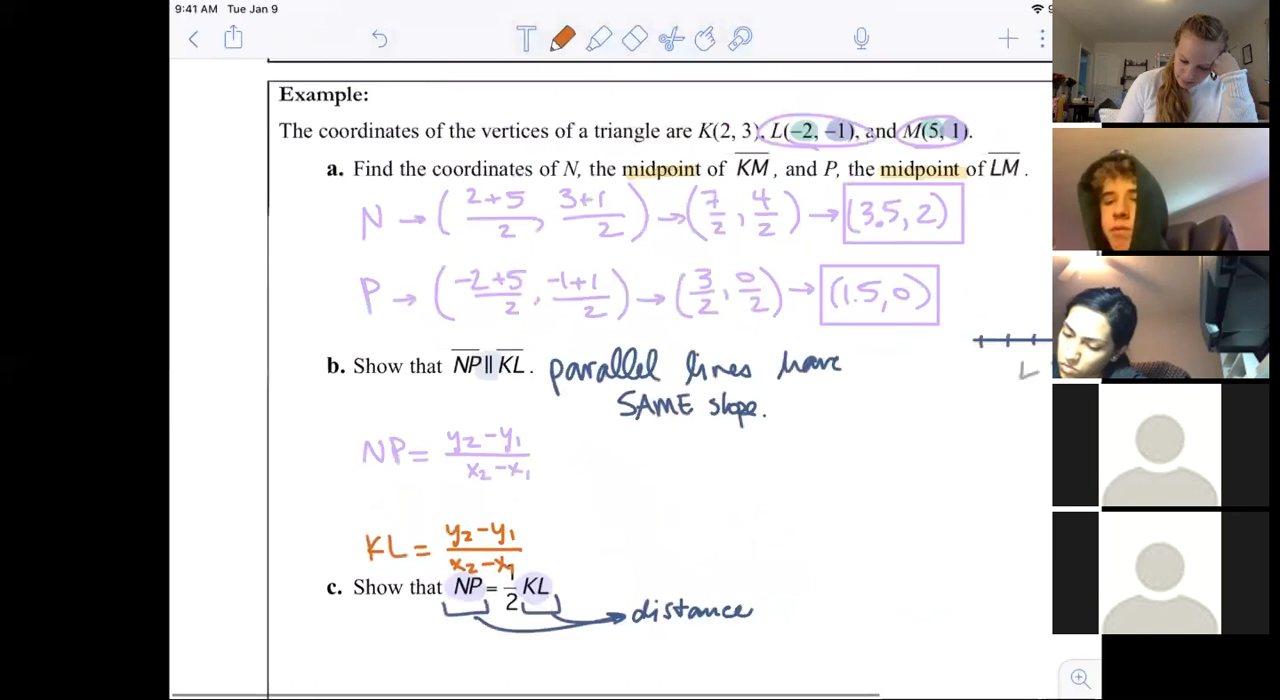 9:41 AM Tue Jan 9
Example:
The coordinates of the vertices of a triangle are K(2, 3), L(−2, −1), and M(5, 1).
a. Find the coordinates of N, the midpoint of KM, and P, the midpoint of LM.
N → (2+5/2, 3+1/2) → (7/2, 4/2) → (3.5, 2)
P → (-2+5/2, -1+1/2) → (3/2, 0/2) → (1.5, 0)
b. Show that NP || KL. parallel lines have
SAME slope.
L
NP = y2-y1/x2-x1
KL = y2-y1/x2-x1
c. Show that NP = 1/2 KL
distance